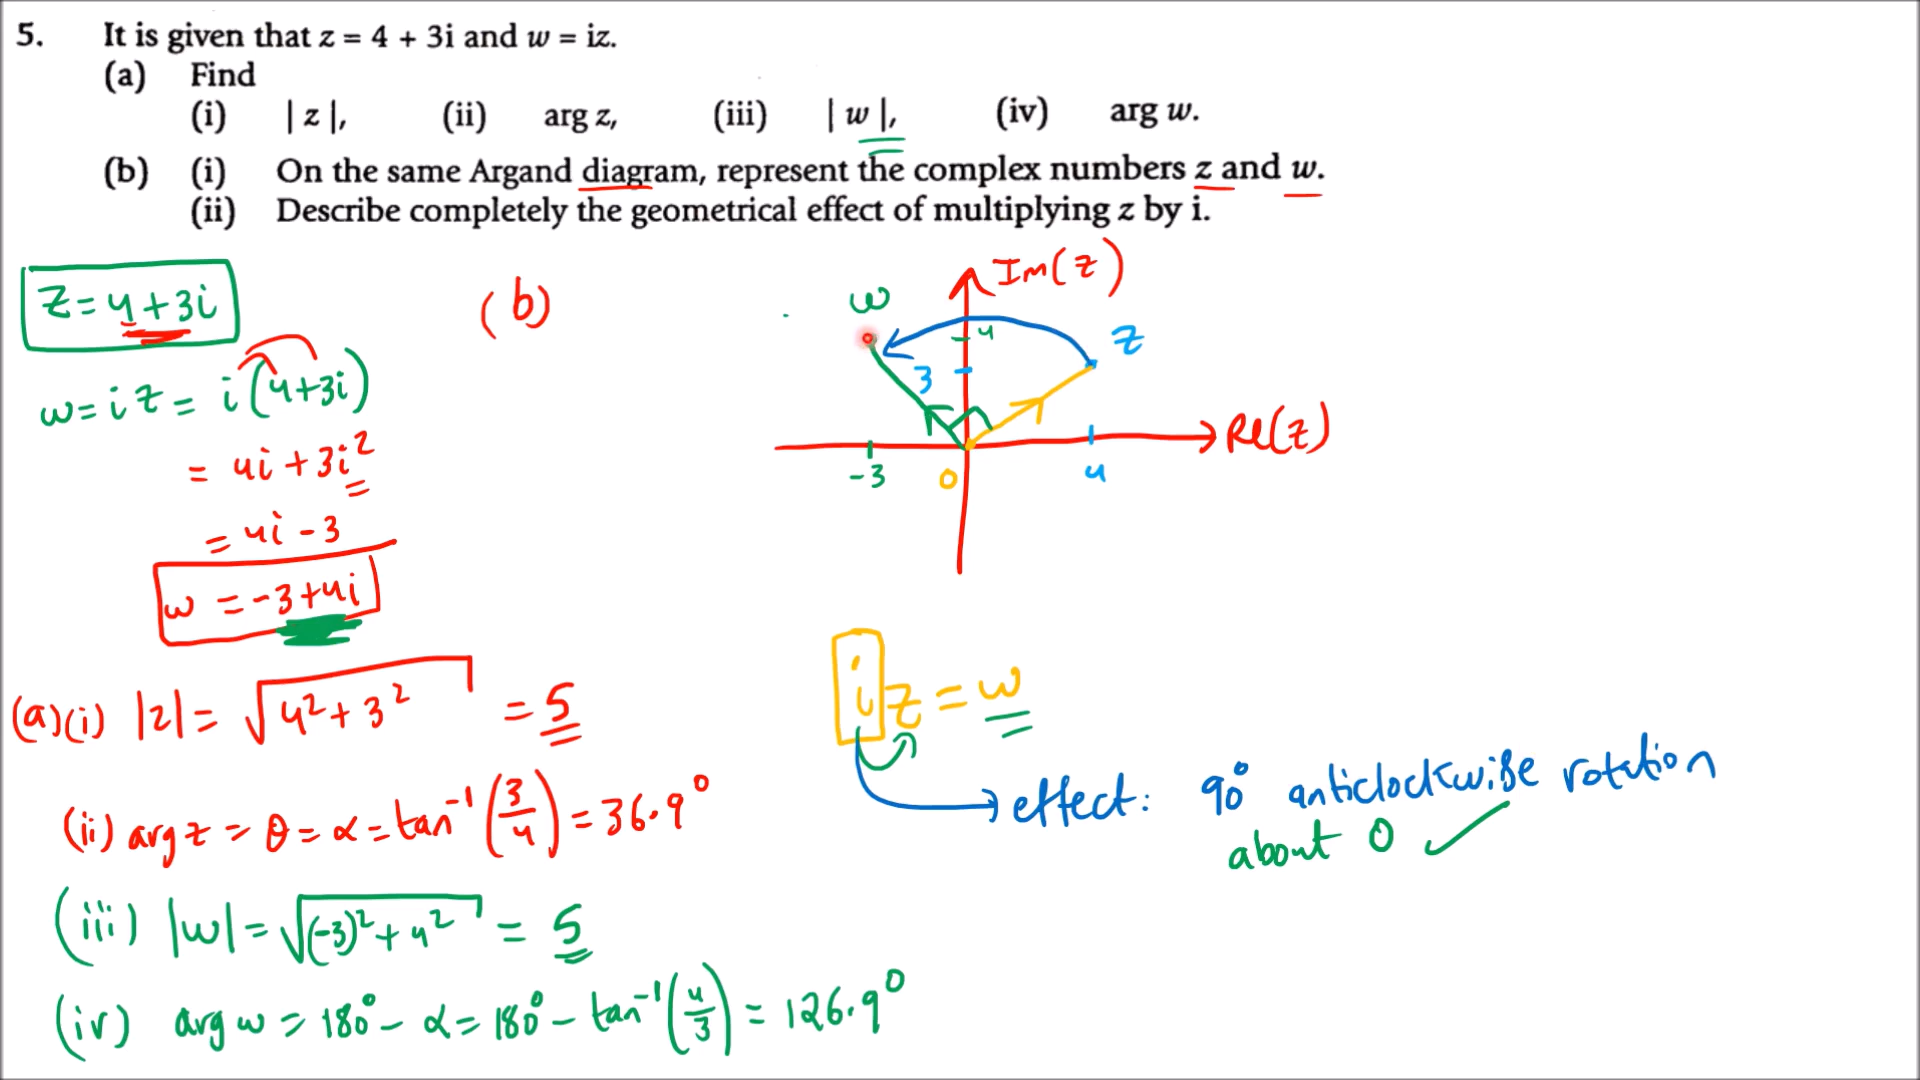 5. It is given that z = 4 + 3i and w = iz.
(a) Find
(i) | z |, (ii) arg z, (iii) | w |, (iv) arg w.
(b) (i) On the same Argand diagram, represent the complex numbers z and w.
(ii) Describe completely the geometrical effect of multiplying z by i.
z = 4+3i
w = iz = i(4+3i)
= 4i + 3i²
= 4i - 3
w = -3+4i
(a)(i) |z| = √(4²+3²) = 5
(ii) arg z = θ = α = tan⁻¹(3/4) = 36.9°
(iii) |w| = √((-3)²+4²) = 5
(iv) arg w = 180° - α = 180° - tan⁻¹(4/3) = 126.9°
(b)
Im(z)
w
4
z
3
Re(z)
-3
0
4
iz = w
effect: 90° anticlockwise rotation
about 0